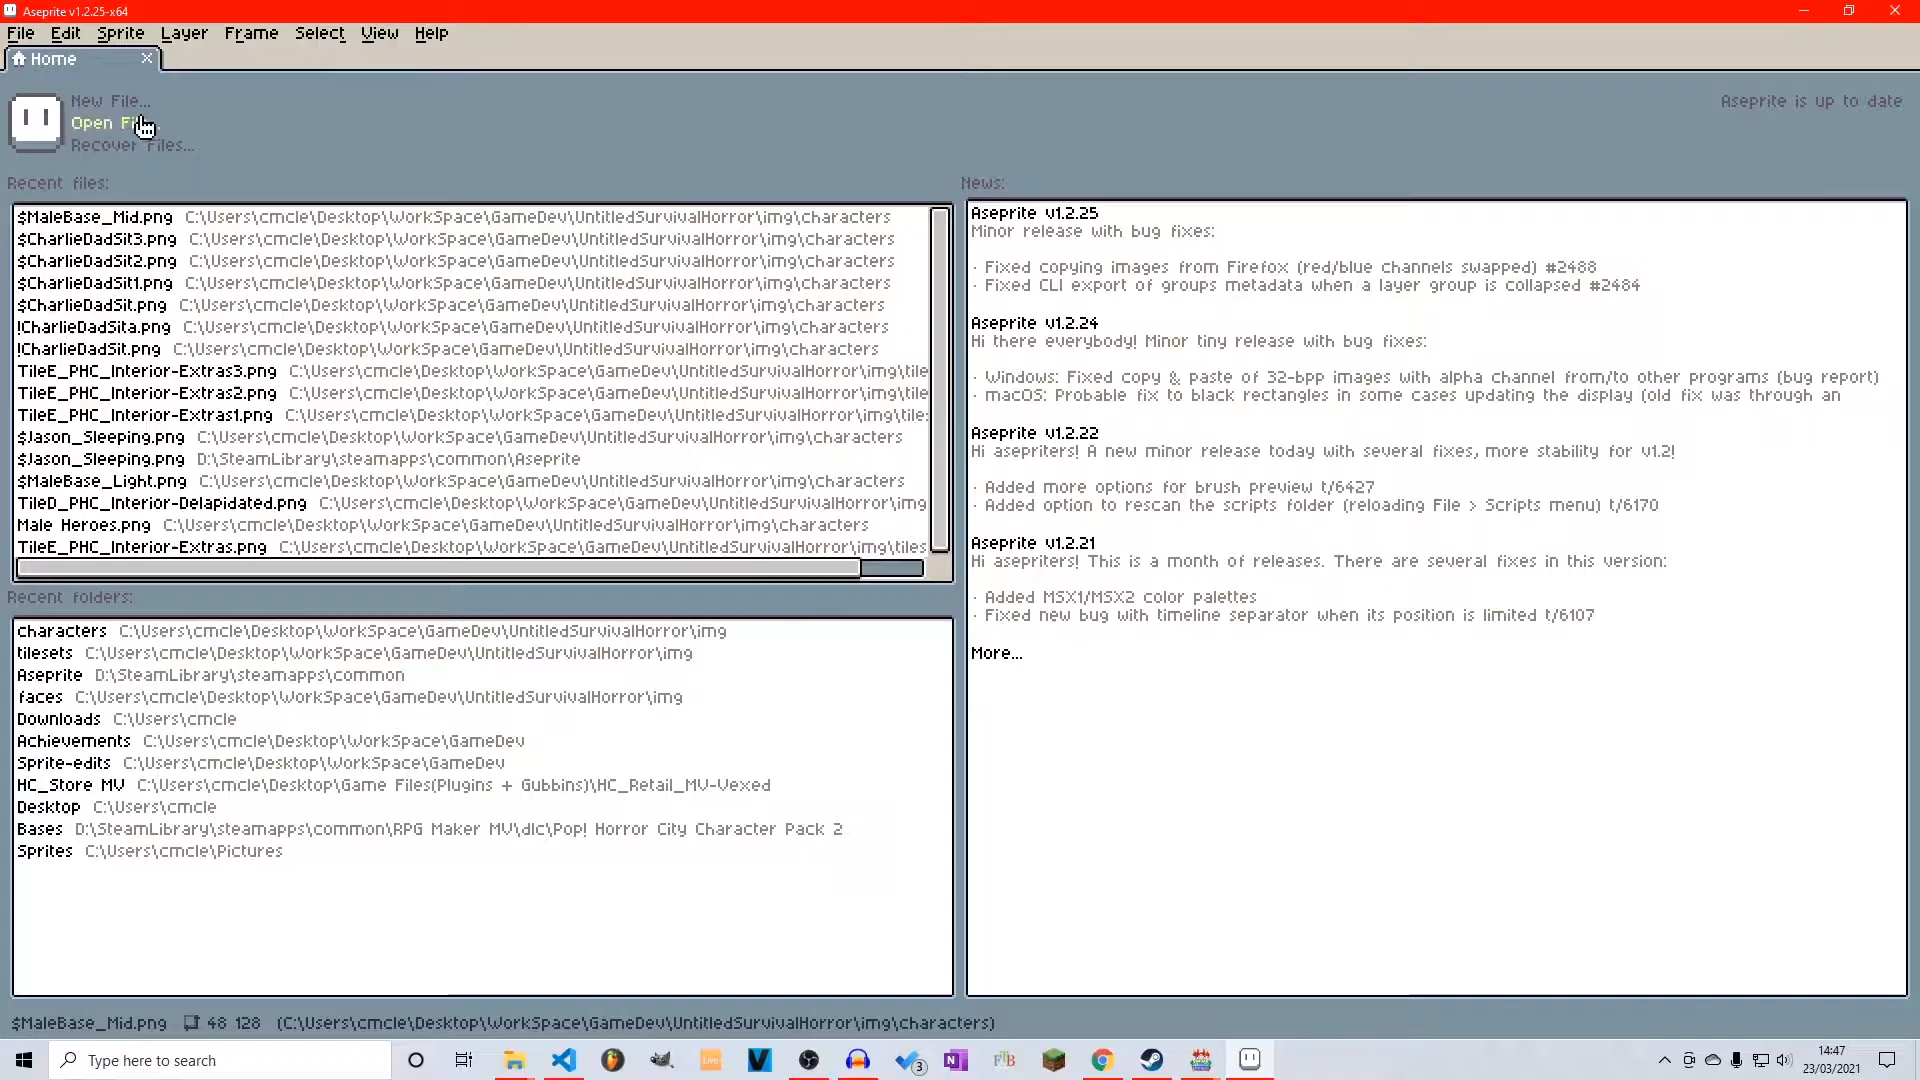 Aseprite v1.2.25-x64
File Edit Sprite Layer Frame Select View Help
Home
New File...
Open
Recover Files...
Aseprite is up to date
Recent files:
$MaleBase_Mid.png C:\Users\cmcle\Desktop\WorkSpace\GameDev\UntitledSurvivalHorror\img\characters
$CharlieDadSit3.png C:\Users\cmcle\Desktop\WorkSpace\GameDev\UntitledSurvivalHorror\img\characters
$CharlieDadSit2.png C:\Users\cmcle\Desktop\WorkSpace\GameDev\UntitledSurvivalHorror\img\characters
$CharlieDadSit1.png C:\Users\cmcle\Desktop\WorkSpace\GameDev\UntitledSurvivalHorror\img\characters
$CharlieDadSit.png C:\Users\cmcle\Desktop\WorkSpace\GameDev\UntitledSurvivalHorror\img\characters
!CharlieDadSita.png C:\Users\cmcle\Desktop\WorkSpace\GameDev\UntitledSurvivalHorror\img\characters
!CharlieDadSit.png C:\Users\cmcle\Desktop\WorkSpace\GameDev\UntitledSurvivalHorror\img\characters
TileE_PHC_Interior-Extras3.png C:\Users\cmcle\Desktop\WorkSpace\GameDev\UntitledSurvivalHorror\img\tile
TileE_PHC_Interior-Extras2.png C:\Users\cmcle\Desktop\WorkSpace\GameDev\UntitledSurvivalHorror\img\tile
TileE_PHC_Interior-Extras1.png C:\Users\cmcle\Desktop\WorkSpace\GameDev\UntitledSurvivalHorror\img\tile
$Jason_Sleeping.png C:\Users\cmcle\Desktop\WorkSpace\GameDev\UntitledSurvivalHorror\img\characters
$Jason_Sleeping.png D:\SteamLibrary\steamapps\common\Aseprite
$MaleBase_Light.png C:\Users\cmcle\Desktop\WorkSpace\GameDev\UntitledSurvivalHorror\img\characters
TileD_PHC_Interior-Delapidated.png C:\Users\cmcle\Desktop\WorkSpace\GameDev\UntitledSurvivalHorror\img
Male Heroes.png C:\Users\cmcle\Desktop\WorkSpace\GameDev\UntitledSurvivalHorror\img\characters
TileE_PHC_Interior-Extras.png C:\Users\cmcle\Desktop\WorkSpace\GameDev\UntitledSurvivalHorror\img\tiles
Recent folders:
characters C:\Users\cmcle\Desktop\WorkSpace\GameDev\UntitledSurvivalHorror\img
tilesets C:\Users\cmcle\Desktop\WorkSpace\GameDev\UntitledSurvivalHorror\img
Aseprite D:\SteamLibrary\steamapps\common
faces C:\Users\cmcle\Desktop\WorkSpace\GameDev\UntitledSurvivalHorror\img
Downloads C:\Users\cmcle
Achievements C:\Users\cmcle\Desktop\WorkSpace\GameDev
Sprite-edits C:\Users\cmcle\Desktop\WorkSpace\GameDev
HC_Store MV C:\Users\cmcle\Desktop\Game Files(Plugins + Gubbins)\HC_Retail_MV-Vexed
Desktop C:\Users\cmcle
Bases D:\SteamLibrary\steamapps\common\RPG Maker MV\dlc\Pop! Horror City Character Pack 2
Sprites C:\Users\cmcle\Pictures
News:
Aseprite v1.2.25
Minor release with bug fixes:
· Fixed copying images from Firefox (red/blue channels swapped) #2488
· Fixed CLI export of groups metadata when a layer group is collapsed #2484
Aseprite v1.2.24
Hi there everybody! Minor tiny release with bug fixes:
· Windows: Fixed copy & paste of 32-bpp images with alpha channel from/to other programs (bug report)
· macOS: Probable fix to black rectangles in some cases updating the display (old fix was through an
Aseprite v1.2.22
Hi asepriters! A new minor release today with several fixes, more stability for v1.2!
· Added more options for brush preview t/6427
· Added option to rescan the scripts folder (reloading File > Scripts menu) t/6170
Aseprite v1.2.21
Hi asepriters! This is a month of releases. There are several fixes in this version:
· Added MSX1/MSX2 color palettes
· Fixed new bug with timeline separator when its position is limited t/6107
More...
$MaleBase_Mid.png 48 128 (C:\Users\cmcle\Desktop\WorkSpace\GameDev\UntitledSurvivalHorror\img\characters)
Type here to search
Live
3
N
FTB
14:47
23/03/2021